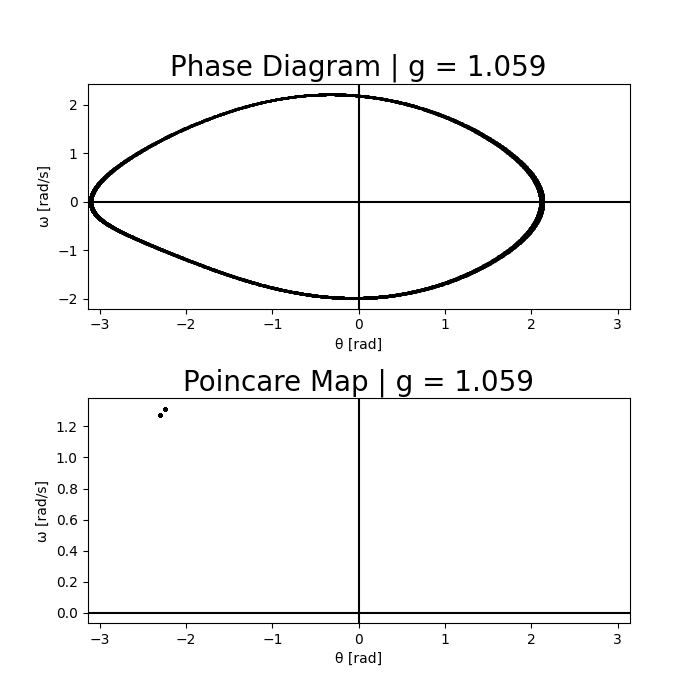 Phase Diagram | g = 1.059
2
1
0
−1
−2
ω [rad/s]
−3 −2 −1 0 1 2 3
θ [rad]
Poincare Map | g = 1.059
1.2
1.0
0.8
0.6
0.4
0.2
0.0
ω [rad/s]
−3 −2 −1 0 1 2 3
θ [rad]